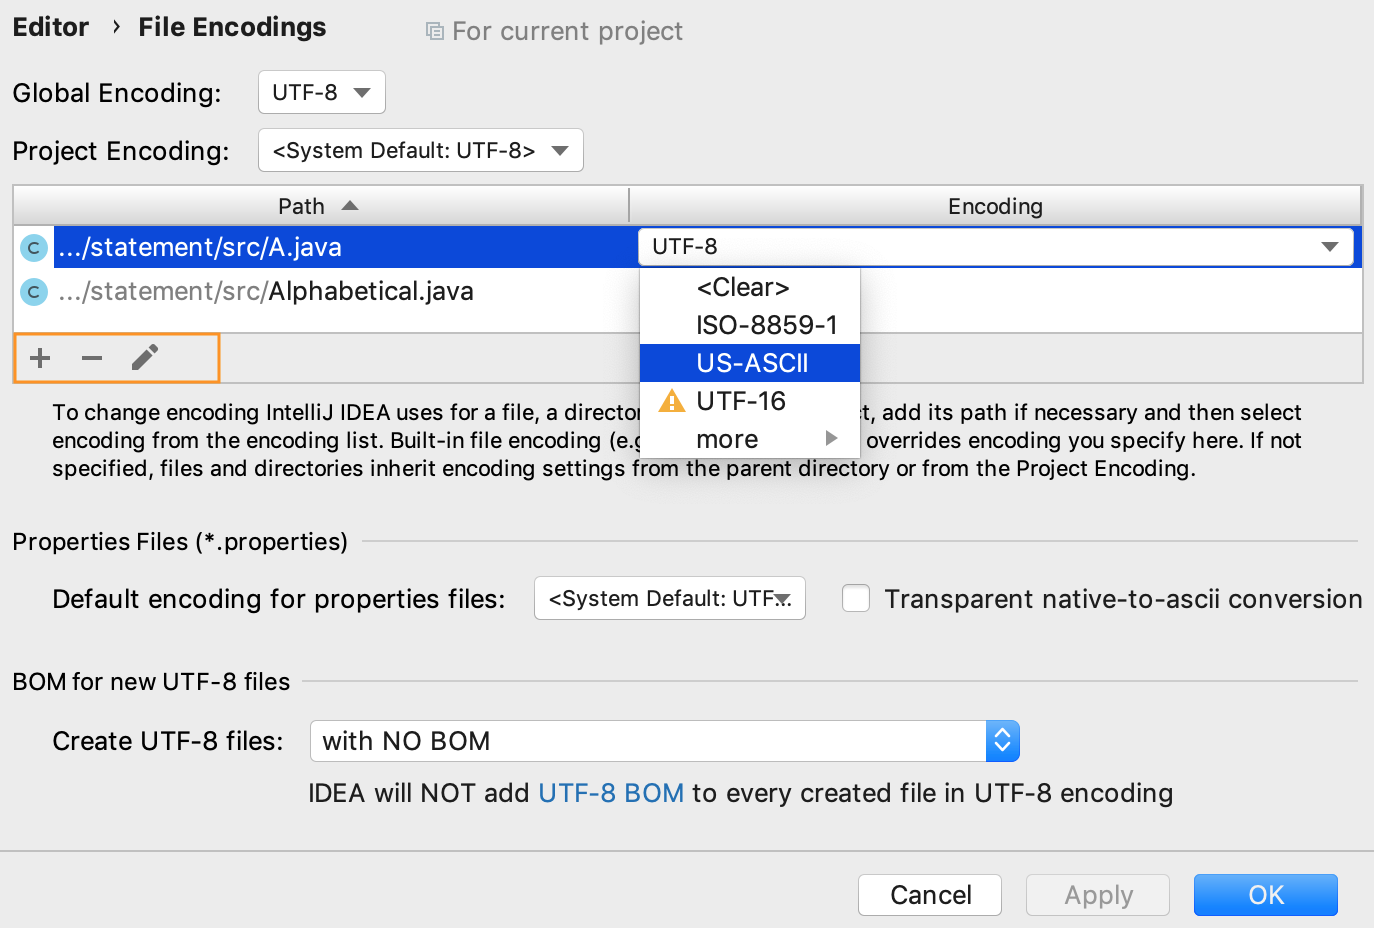 Editor › File Encodings
For current project
Global Encoding: UTF-8
Project Encoding: <System Default: UTF-8>
Path Encoding
C .../statement/src/A.java UTF-8
C .../statement/src/Alphabetical.java
<Clear>
ISO-8859-1
US-ASCII
UTF-16
more
To change encoding IntelliJ IDEA uses for a file, a , add its path if necessary and then select
encoding from the encoding list. Built-in file encoding (e.g overrides encoding you specify here. If not
specified, files and directories inherit encoding settings from the parent directory or from the Project Encoding.
Properties Files (*.properties)
Default encoding for properties files: <System Default: UTF... Transparent native-to-ascii conversion
BOM for new UTF-8 files
Create UTF-8 files: with NO BOM
IDEA will NOT add UTF-8 BOM to every created file in UTF-8 encoding
Cancel Apply OK